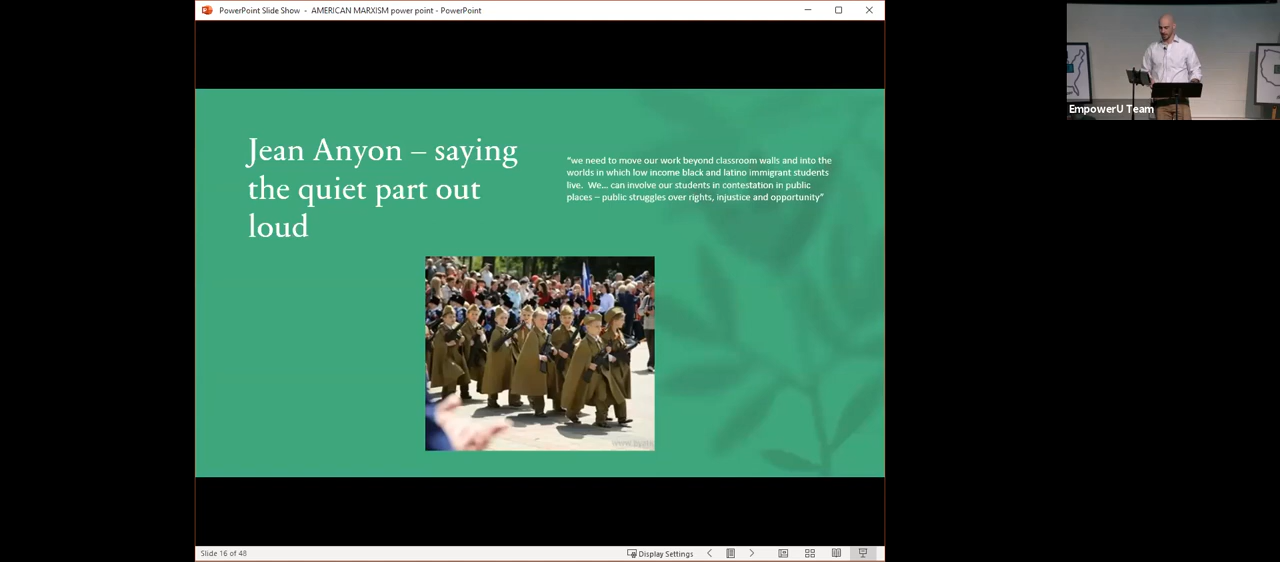 PowerPoint Slide Show - AMERICAN MARXISM power point - PowerPoint
EmpowerU Team
Jean Anyon – saying
the quiet part out
loud
“we need to move our work beyond classroom walls and into the
worlds in which low income black and latino immigrant students
live. We... can involve our students in contestation in public
places – public struggles over rights, injustice and opportunity”
Slide 16 of 48
Display Settings